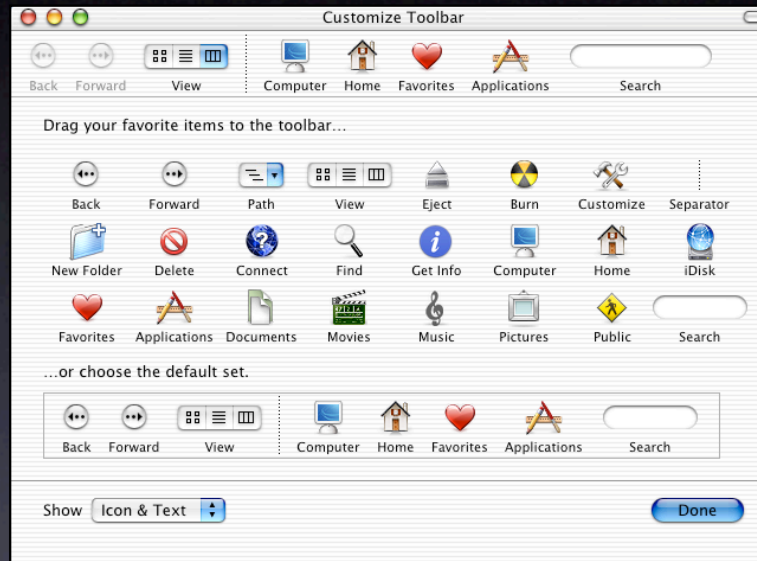 Customize Toolbar
Back Forward View Computer Home Favorites Applications Search
Drag your favorite items to the toolbar...
Back Forward Path View Eject Burn Customize Separator
New Folder Delete Connect Find Get Info Computer Home iDisk
Favorites Applications Documents Movies Music Pictures Public Search
...or choose the default set.
Back Forward View Computer Home Favorites Applications Search
Show Icon & Text Done